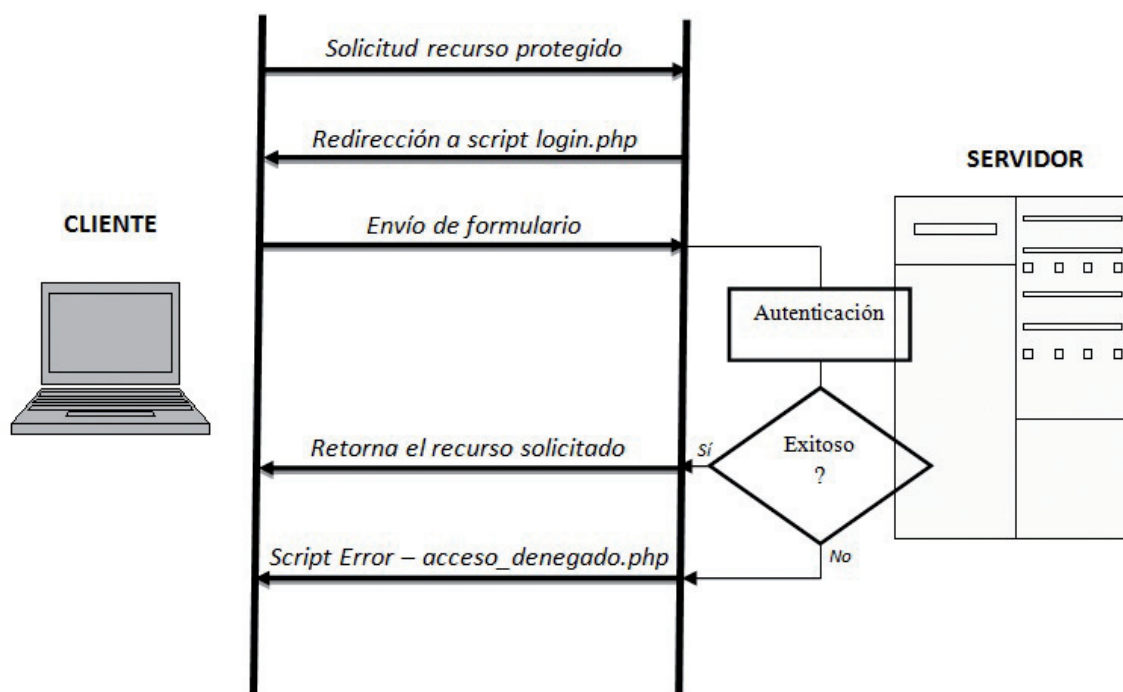 Solicitud recurso protegido
Redirección a script login.php
SERVIDOR
CLIENTE
Envío de formulario
Autenticación
Retorna el recurso solicitado
Sí
Exitoso
?
Script Error – acceso_denegado.php
No